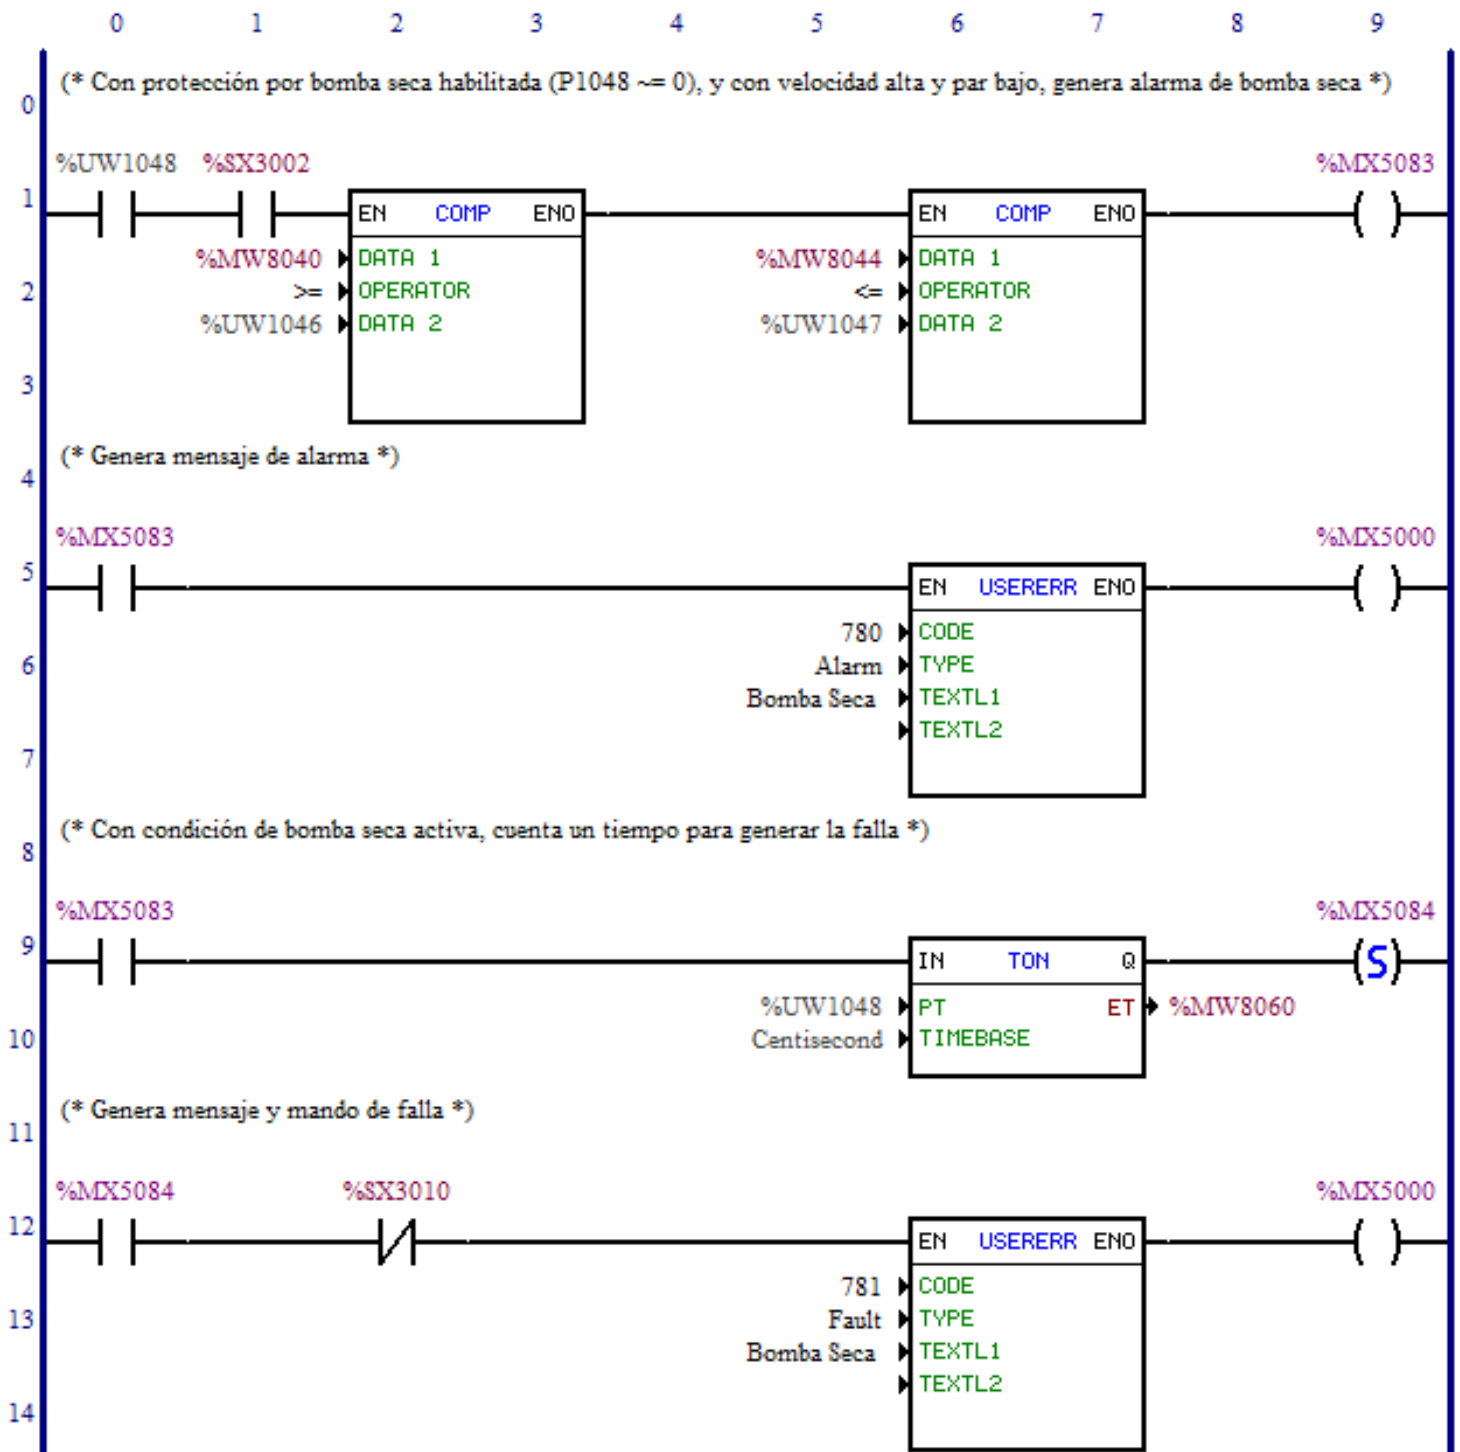 0 1 2 3 4 5 6 7 8 9
(* Con protección por bomba seca habilitada (P1048 ~= 0), y con velocidad alta y par bajo, genera alarma de bomba seca *)
0
%UW1048 %SX3002 %MX5083
1 EN COMP ENO EN COMP ENO
%MW8040 DATA 1 %MW8044 DATA 1
2 >= OPERATOR <= OPERATOR
%UW1046 DATA 2 %UW1047 DATA 2
3
(* Genera mensaje de alarma *)
4
%MX5083 %MX5000
5 EN USERERR ENO
780 CODE
6 Alarm TYPE
Bomba Seca TEXTL1
TEXTL2
7
(* Con condición de bomba seca activa, cuenta un tiempo para generar la falla *)
8
%MX5083 %MX5084
9 IN TON Q S
%UW1048 PT ET %MW8060
10 Centisecond TIMEBASE
(* Genera mensaje y mando de falla *)
11
%MX5084 %SX3010 %MX5000
12 EN USERERR ENO
781 CODE
13 Fault TYPE
Bomba Seca TEXTL1
TEXTL2
14